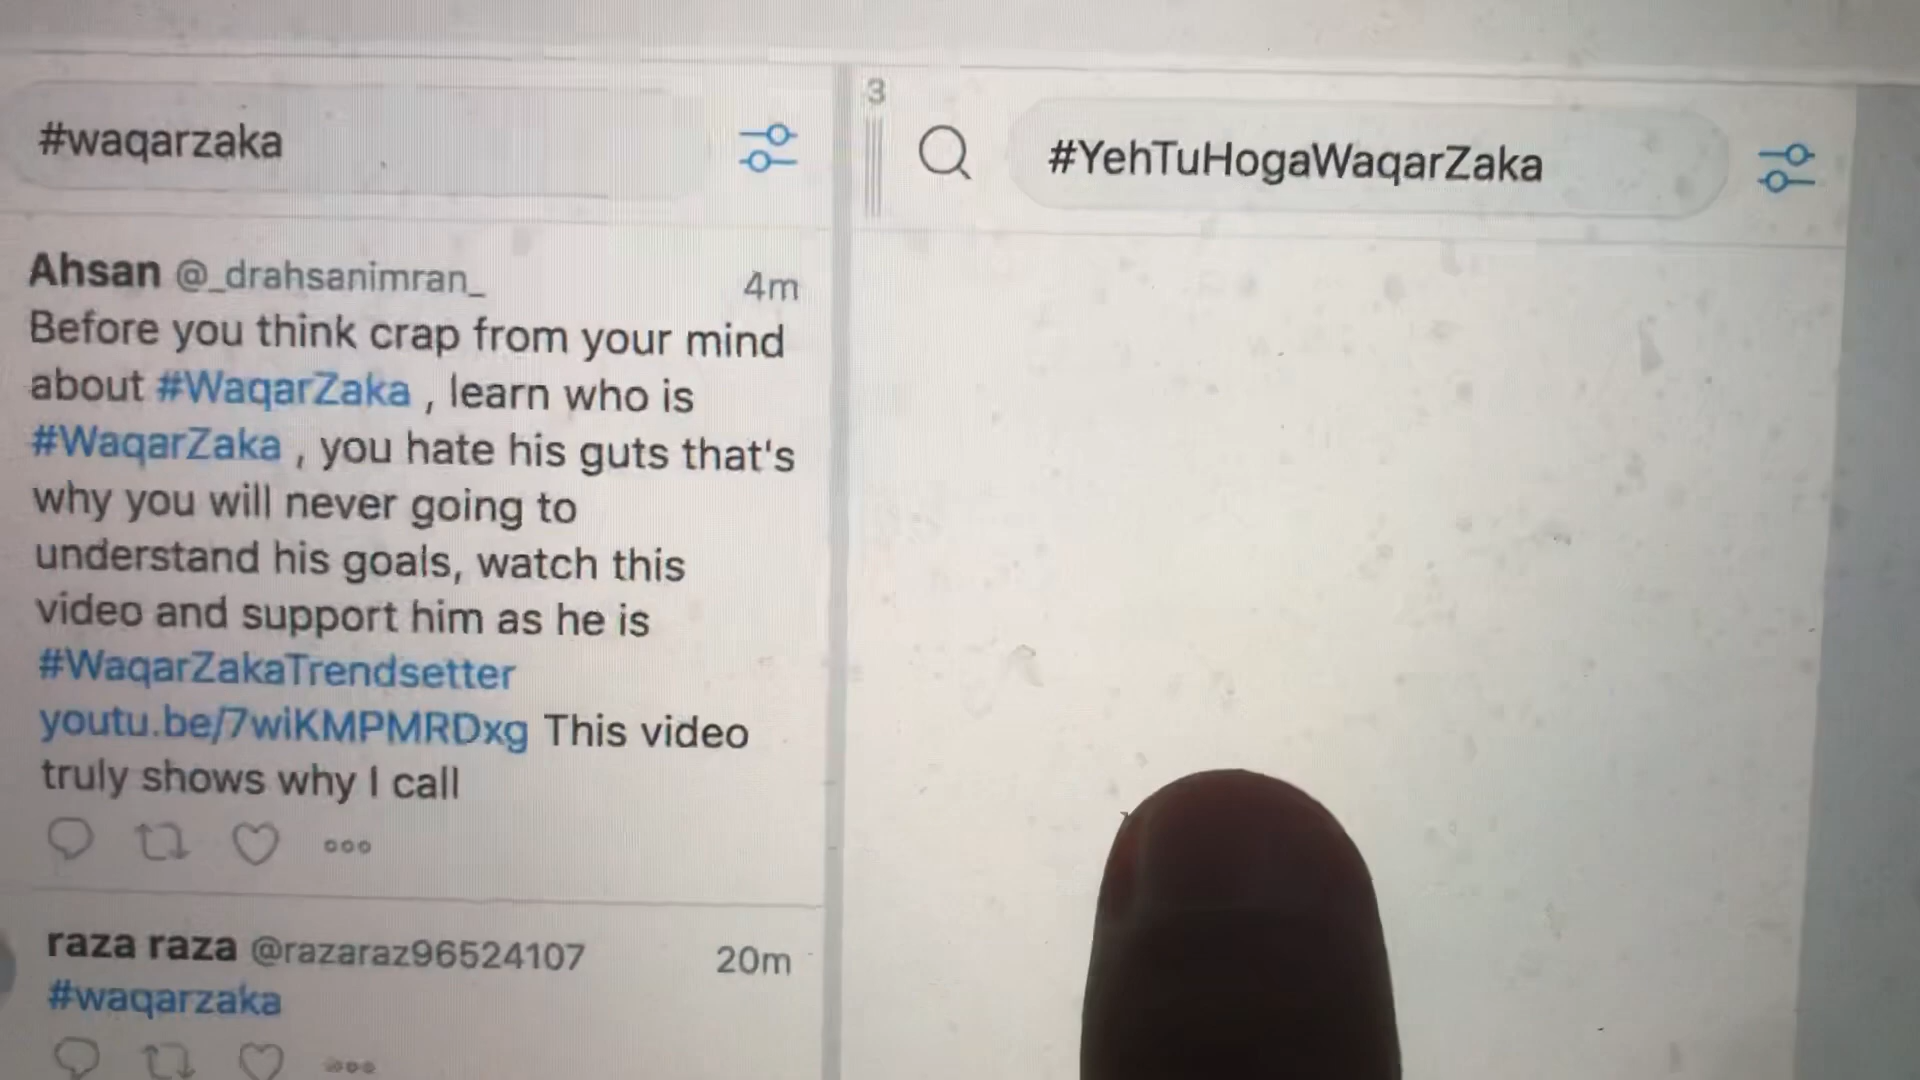 #waqarzaka
Ahsan @_drahsanimran_ 4m
Before you think crap from your mind
about #WaqarZaka , learn who is
#WaqarZaka , you hate his guts that's
why you will never going to
understand his goals, watch this
video and support him as he is
#WaqarZakaTrendsetter
youtu.be/7wiKMPMRDxg This video
truly shows why I call
raza raza @razaraz96524107 20m
#waqarzaka
3
#YehTuHogaWaqarZaka